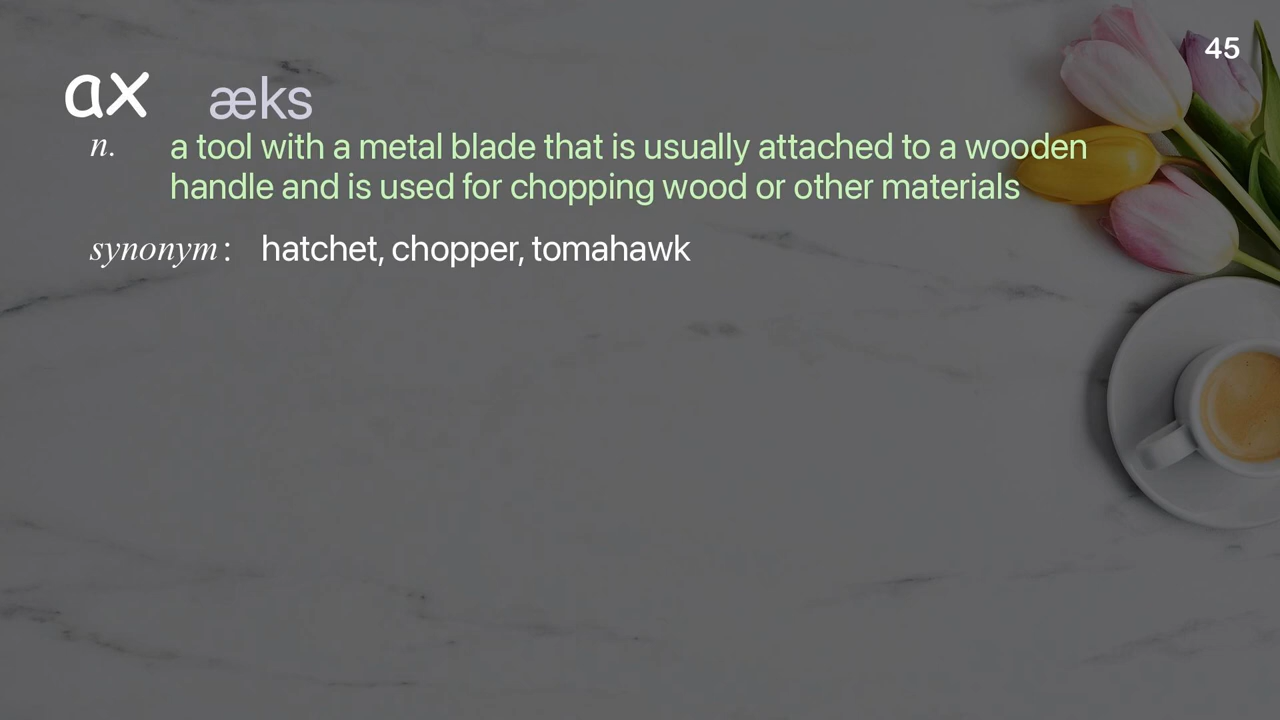 45
ax æks
n. a tool with a metal blade that is usually attached to a wooden
handle and is used for chopping wood or other materials
synonym: hatchet, chopper, tomahawk